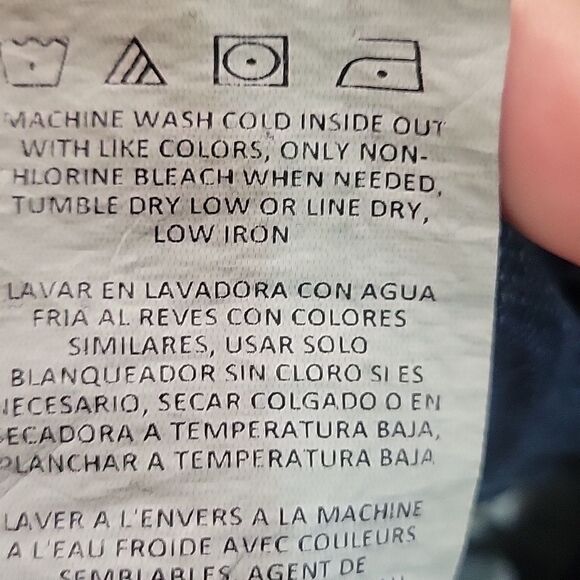 MACHINE WASH COLD INSIDE OUT
WITH LIKE COLORS, ONLY NON-
HLORINE BLEACH WHEN NEEDED,
TUMBLE DRY LOW OR LINE DRY,
LOW IRON
LAVAR EN LAVADORA CON AGUA
FRIA AL REVES CON COLORES
SIMILARES, USAR SOLO
BLANQUEADOR SIN CLORO SI ES
NECESARIO, SECAR COLGADO O EN
SECADORA A TEMPERATURA BAJA,
PLANCHAR A TEMPERATURA BAJA
LAVER A L'ENVERS A LA MACHINE
A L'EAU FROIDE AVEC COULEURS
SEMBLABLES, AGENT DE